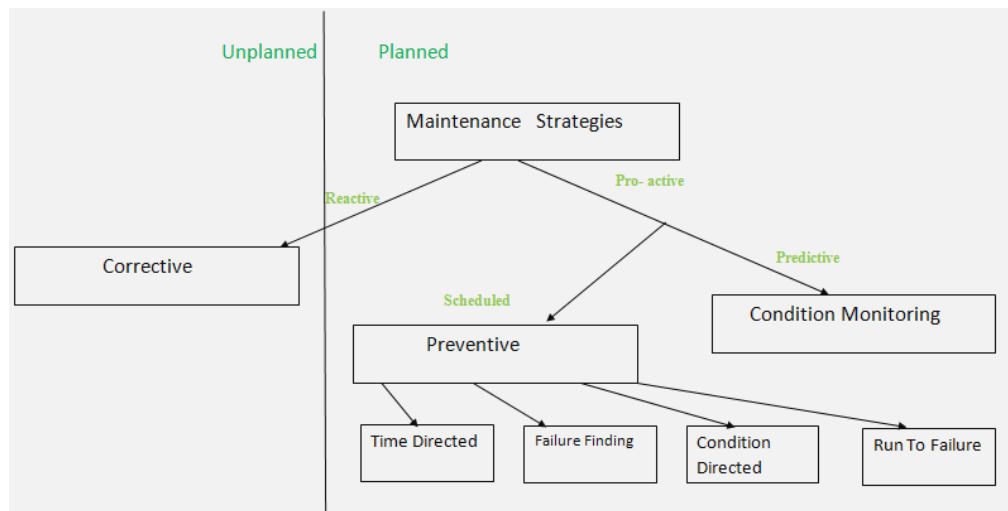 Unplanned
Planned
Maintenance Strategies
Reactive
Pro- active
Corrective
Predictive
Scheduled
Condition Monitoring
Preventive
Time Directed
Failure Finding
Condition
Directed
Run To Failure